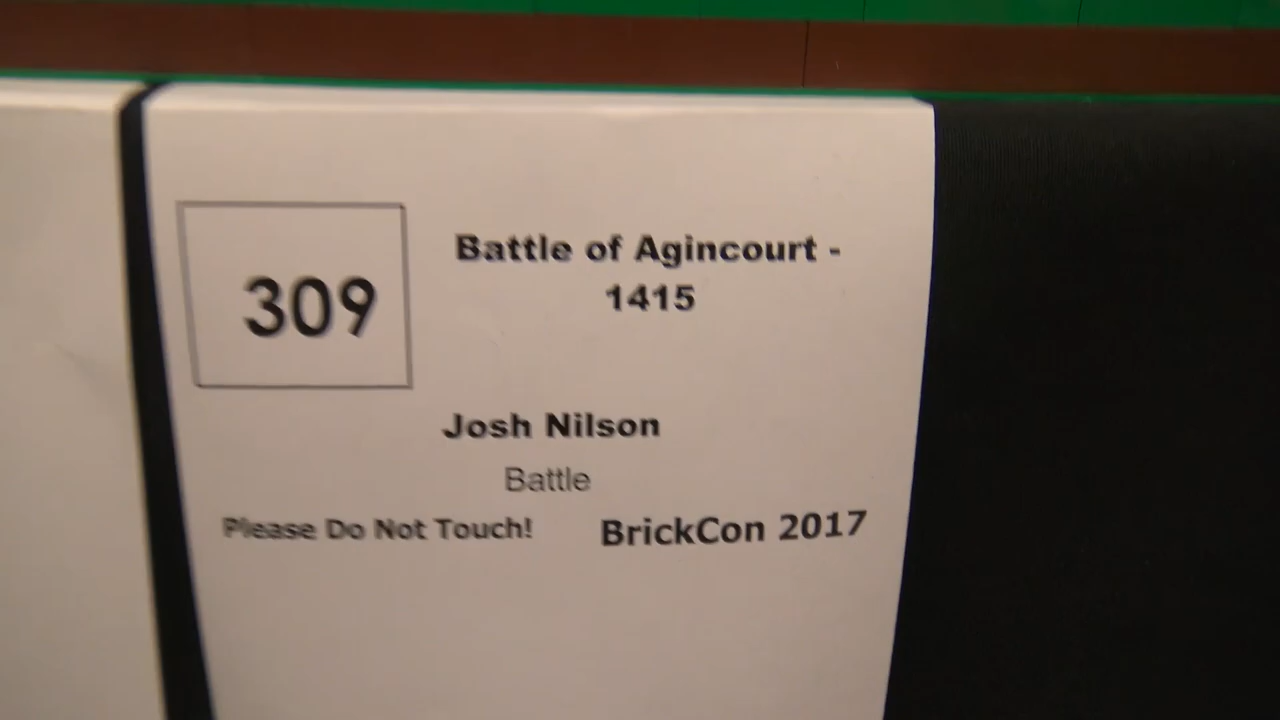 309
Battle of Agincourt -
1415
Josh Nilson
Battle
Please Do Not Touch!
BrickCon 2017